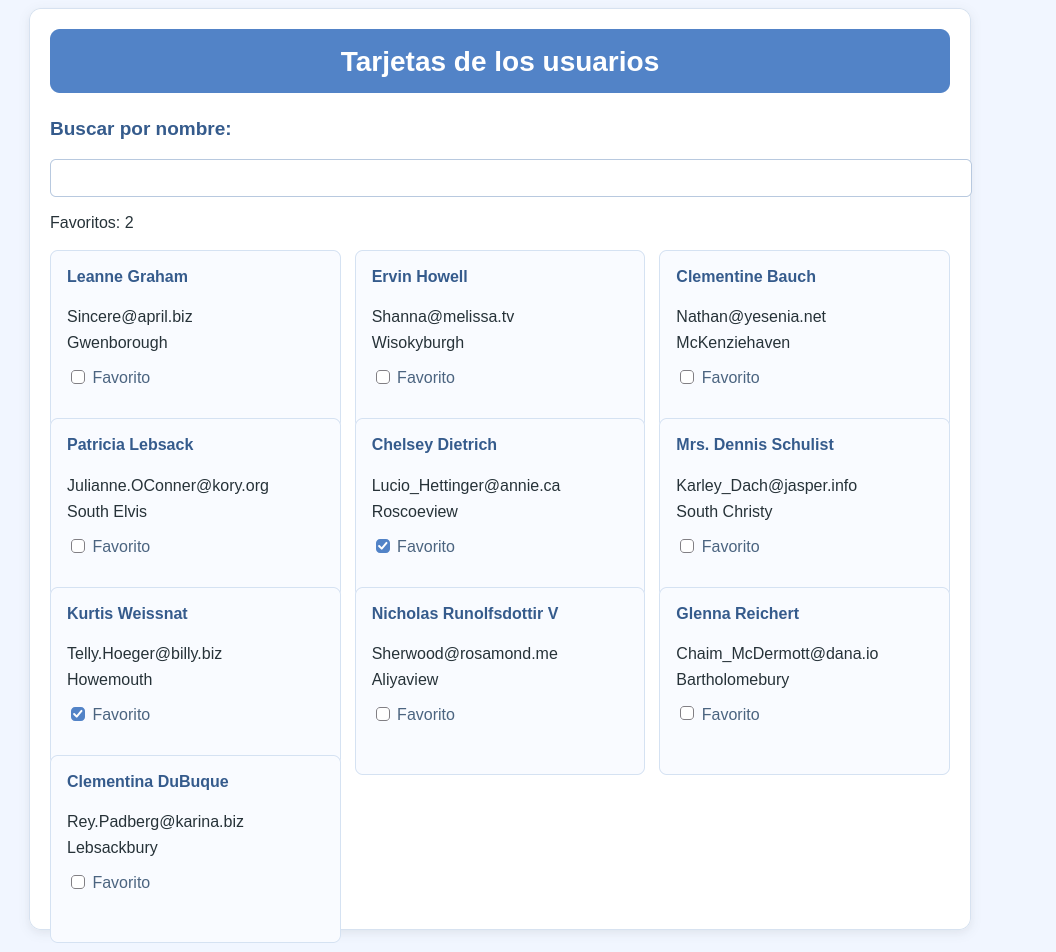 Tarjetas de los usuarios
Buscar por nombre:
Favoritos: 2
Leanne Graham
Sincere@april.biz
Gwenborough
Favorito
Ervin Howell
Shanna@melissa.tv
Wisokyburgh
Favorito
Clementine Bauch
Nathan@yesenia.net
McKenziehaven
Favorito
Patricia Lebsack
Julianne.OConner@kory.org
South Elvis
Favorito
Chelsey Dietrich
Lucio_Hettinger@annie.ca
Roscoeview
Favorito
Mrs. Dennis Schulist
Karley_Dach@jasper.info
South Christy
Favorito
Kurtis Weissnat
Telly.Hoeger@billy.biz
Howemouth
Favorito
Nicholas Runolfsdottir V
Sherwood@rosamond.me
Aliyaview
Favorito
Glenna Reichert
Chaim_McDermott@dana.io
Bartholomebury
Favorito
Clementina DuBuque
Rey.Padberg@karina.biz
Lebsackbury
Favorito